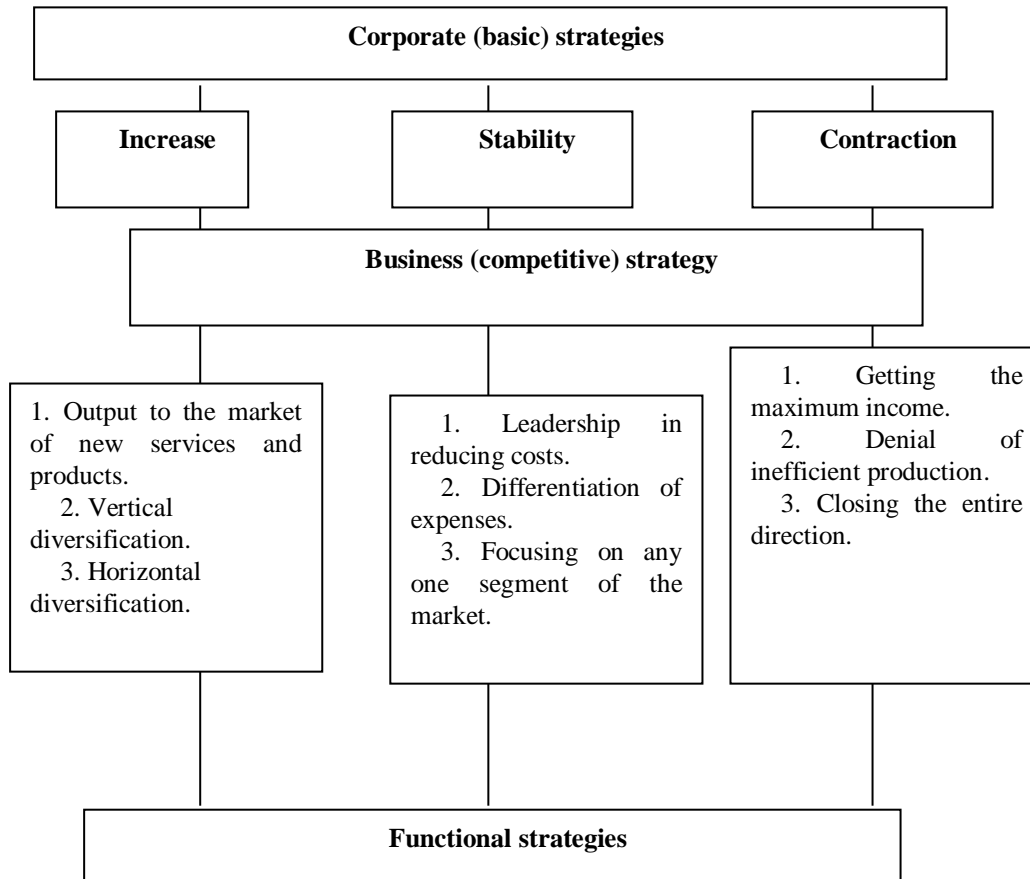 Corporate (basic) strategies
Increase
Stability
Contraction
Business (competitive) strategy
1. Output to the market
of new services and
products.
2. Vertical
diversification.
3. Horizontal
diversification.
1. Leadership in
reducing costs.
2. Differentiation of
expenses.
3. Focusing on any
one segment of the
market.
1. Getting the
maximum income.
2. Denial of
inefficient production.
3. Closing the entire
direction.
Functional strategies